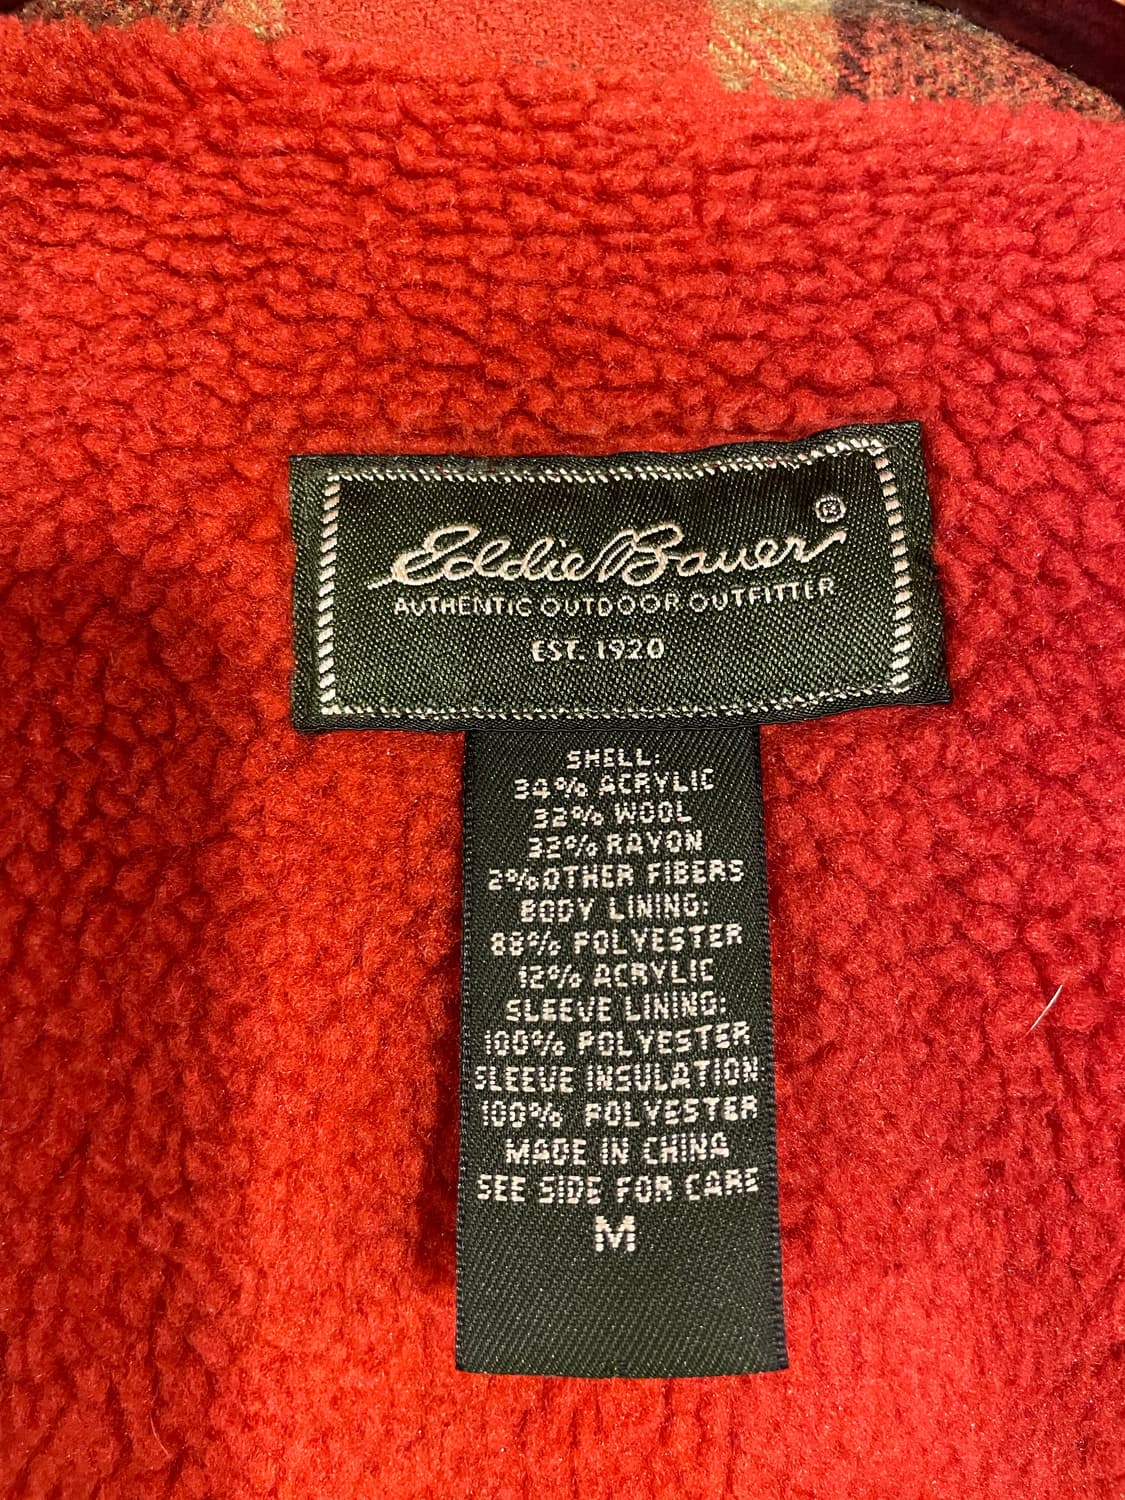 Eddie Bauer®
AUTHENTIC OUTDOOR OUTFITTER
EST. 1920
SHELL:
34% ACRYLIC
32% WOOL
32% RAYON
2% OTHER FIBERS
BODY LINING:
88% POLYESTER
12% ACRYLIC
SLEEVE LINING:
100% POLYESTER
SLEEVE INSULATION
100% POLYESTER
MADE IN CHINA
SEE SIDE FOR CARE
M